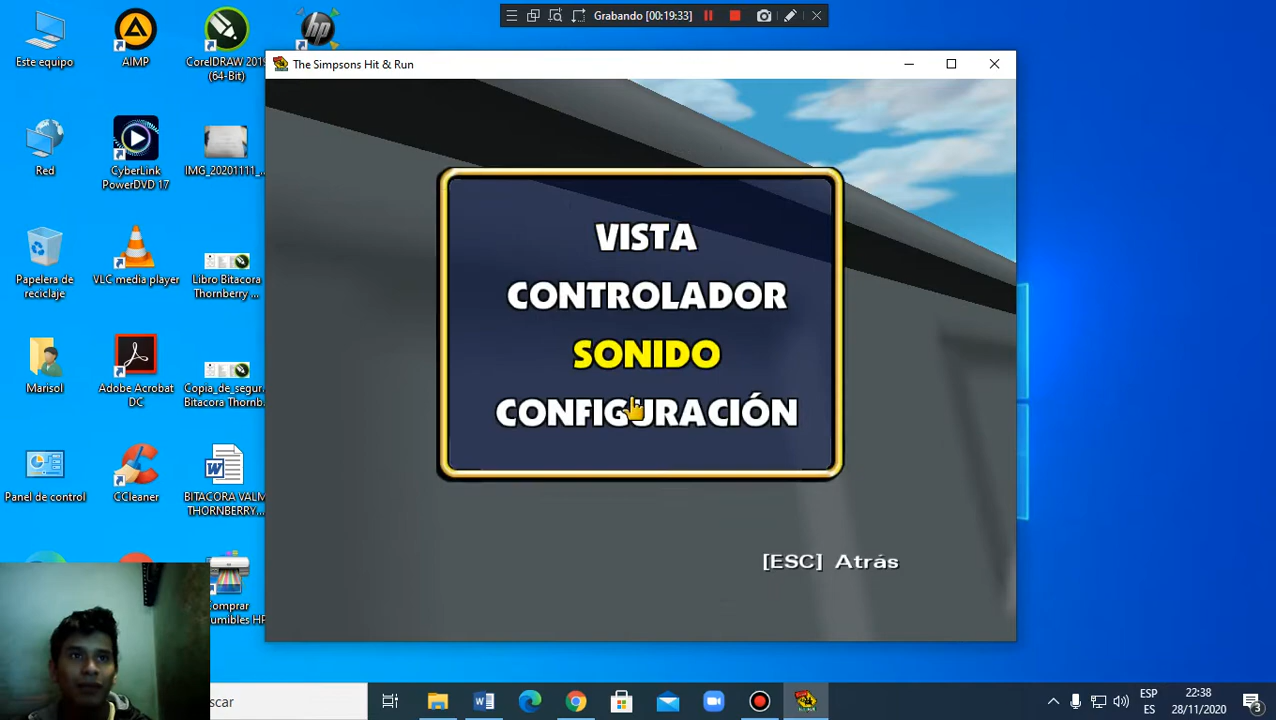 Grabando [00:19:33]
Este equipo
AIMP
CorelDRAW 2019
(64-Bit)
The Simpsons Hit & Run
Red
CyberLink
PowerDVD 17
IMG_20201111_...
VISTA
CONTROLADOR
SONIDO
CONFIGURACIÓN
Papelera de
reciclaje
VLC media player
Libro Bitacora
Thornberry ...
Marisol
Adobe Acrobat
DC
Copia_de_segur...
Bitacora Thornb...
Panel de control
CCleaner
BITACORA VALM
THORNBERRY...
[ESC] Atrás
Comprar
umibles HP
scar
ESP
ES
22:38
28/11/2020
3